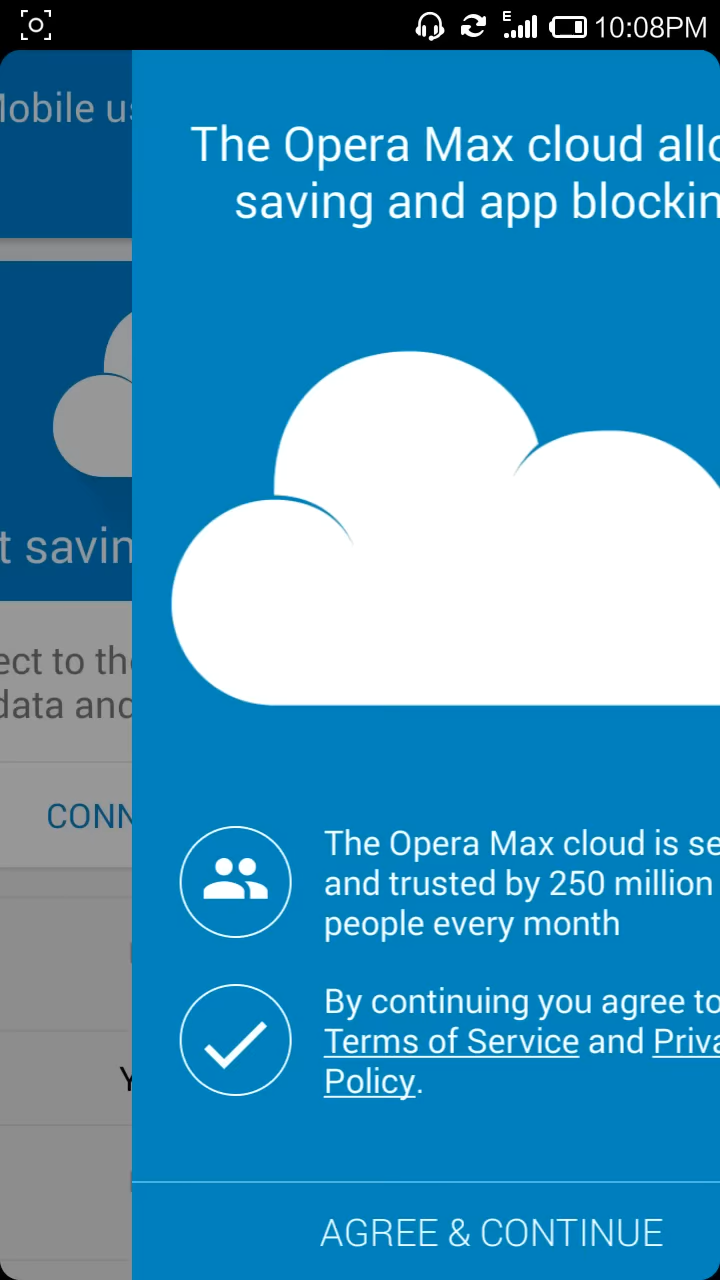 E
10:08PM
Mobile us
The Opera Max cloud allo
saving and app blockin
t savin
ect to the
data and
CONN
The Opera Max cloud is se
and trusted by 250 million
people every month
By continuing you agree to
Terms of Service and Priva
Policy.
Y
AGREE & CONTINUE